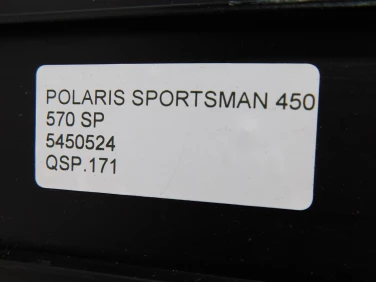 POLARIS SPORTSMAN 450
570 SP
5450524
QSP.171